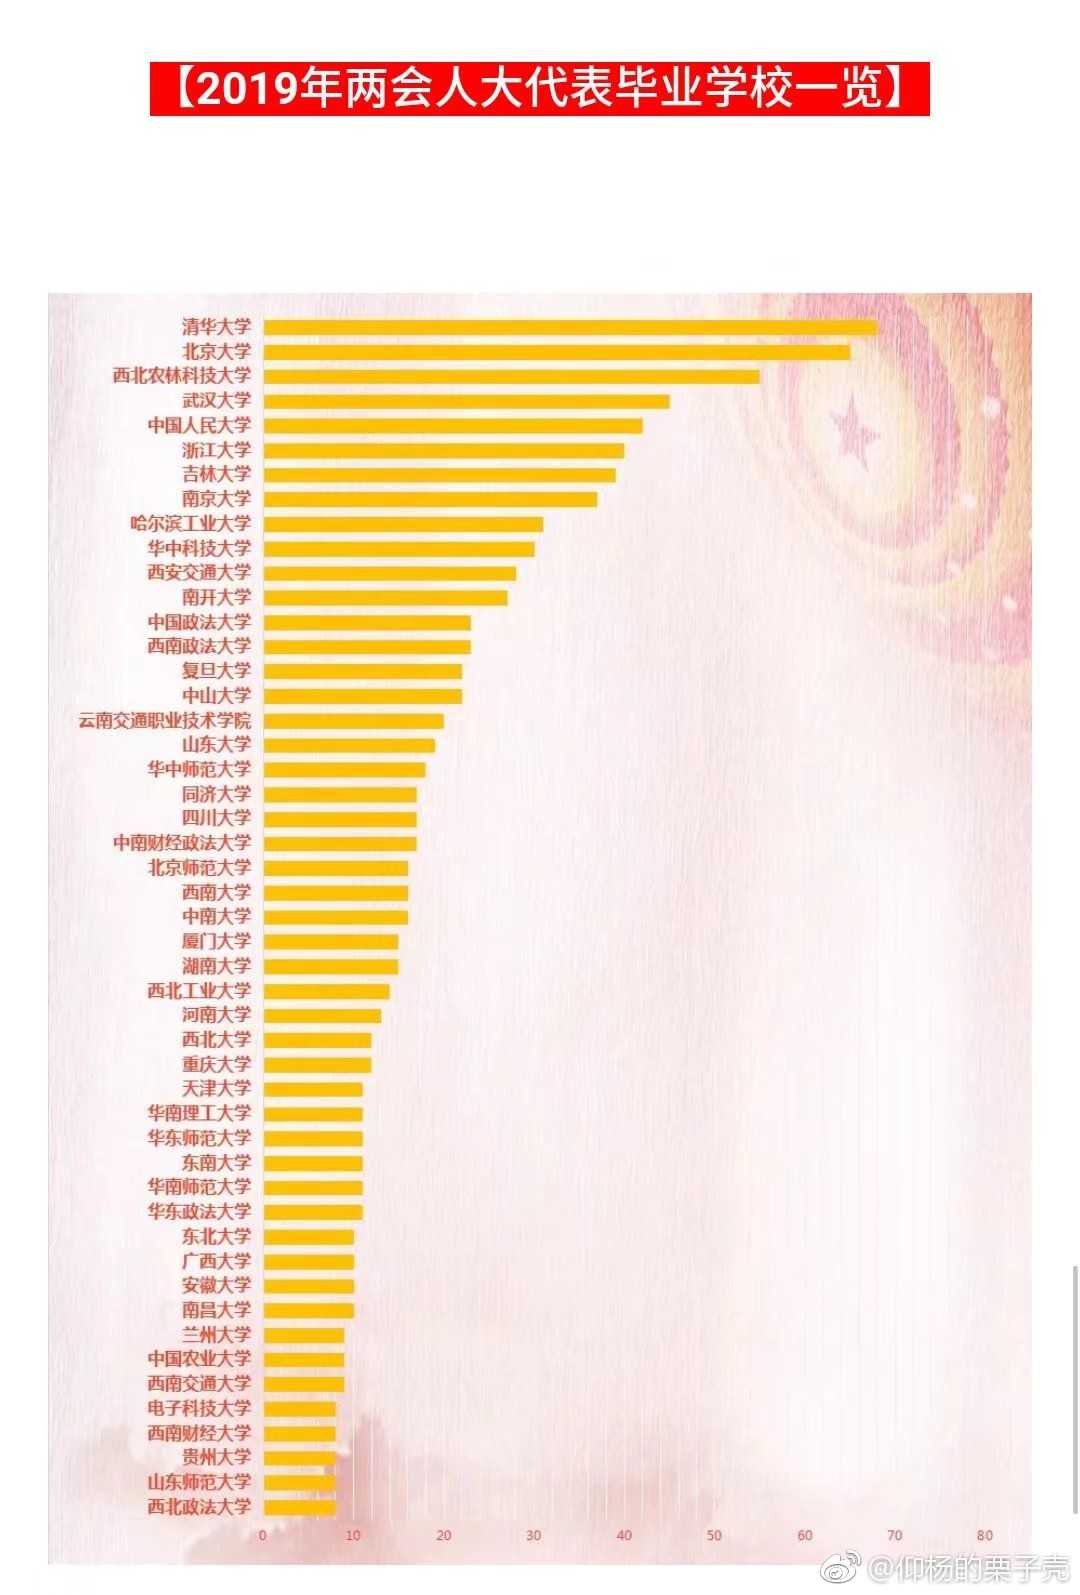 【2019年两会人大代表毕业学校一览】
清华大学
北京大学
西北农林科技大学
武汉大学
中国人民大学
浙江大学
吉林大学
南京大学
哈尔滨工业大学
华中科技大学
西安交通大学
南开大学
中国政法大学
西南政法大学
复旦大学
中山大学
云南交通职业技术学院
山东大学
华中师范大学
同济大学
四川大学
中南财经政法大学
北京师范大学
西南大学
中南大学
厦门大学
湖南大学
西北工业大学
河南大学
西北大学
重庆大学
天津大学
华南理工大学
华东师范大学
东南大学
华南师范大学
华东政法大学
东北大学
广西大学
安徽大学
南昌大学
兰州大学
中国农业大学
西南交通大学
电子科技大学
西南财经大学
贵州大学
山东师范大学
西北政法大学
0 10 20 30 40 50 60 70 80
@仰杨的栗子壳